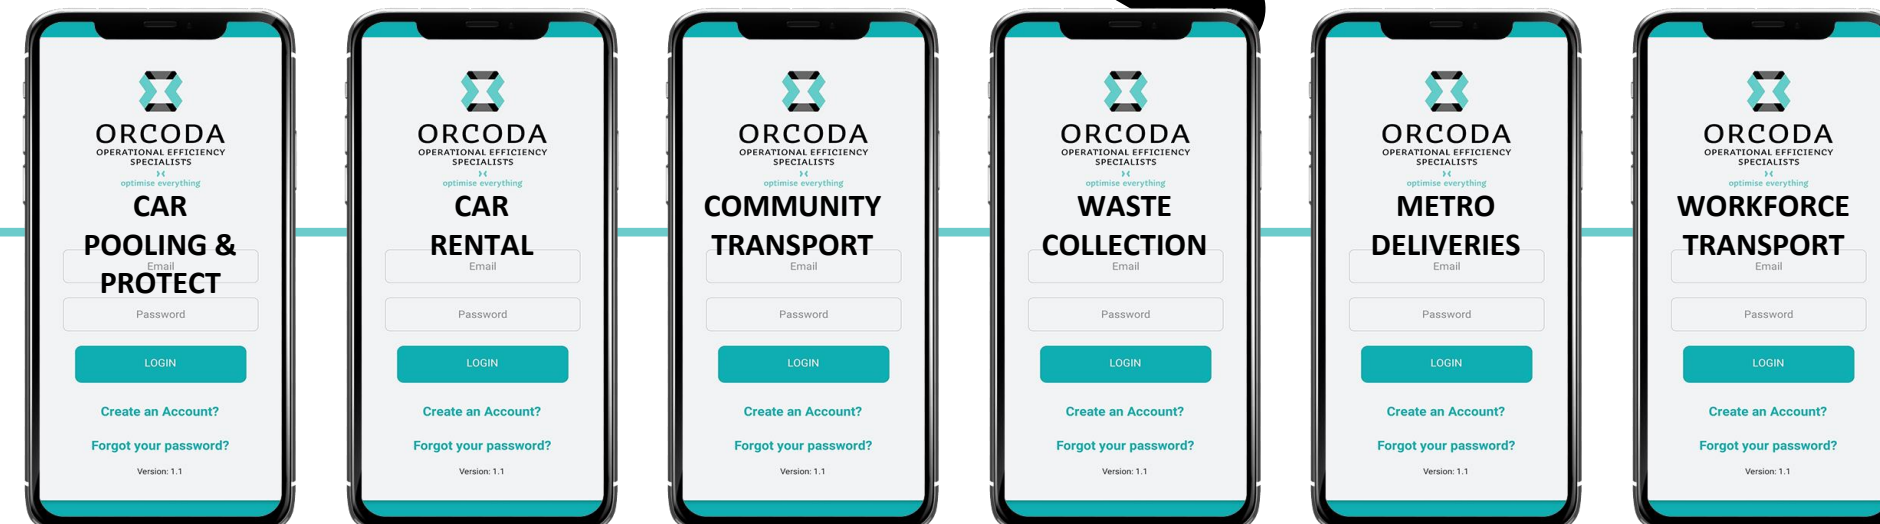 ORCODA
OPERATIONAL EFFICIENCY
SPECIALISTS
optimise everything
CAR
POOLING &
PROTECT
Email
Password
LOGIN
Create an Account?
Forgot your password?
Version: 1.1
ORCODA
OPERATIONAL EFFICIENCY
SPECIALISTS
optimise everything
CAR
RENTAL
Email
Password
LOGIN
Create an Account?
Forgot your password?
Version: 1.1
ORCODA
OPERATIONAL EFFICIENCY
SPECIALISTS
optimise everything
COMMUNITY
TRANSPORT
Email
Password
LOGIN
Create an Account?
Forgot your password?
Version: 1.1
ORCODA
OPERATIONAL EFFICIENCY
SPECIALISTS
optimise everything
WASTE
COLLECTION
Email
Password
LOGIN
Create an Account?
Forgot your password?
Version: 1.1
ORCODA
OPERATIONAL EFFICIENCY
SPECIALISTS
optimise everything
METRO
DELIVERIES
Email
Password
LOGIN
Create an Account?
Forgot your password?
Version: 1.1
ORCODA
OPERATIONAL EFFICIENCY
SPECIALISTS
optimise everything
WORKFORCE
TRANSPORT
Email
Password
LOGIN
Create an Account?
Forgot your password?
Version: 1.1